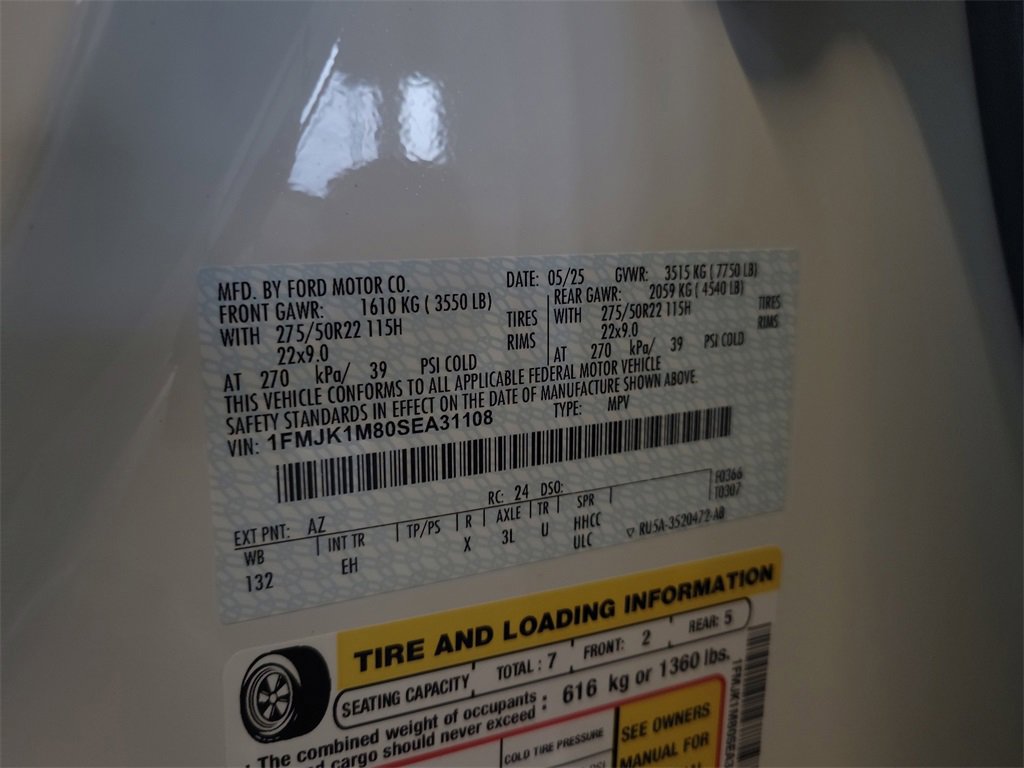 MFD. BY FORD MOTOR CO.
DATE: 05/25 GVWR: 3515 KG ( 7750 LB)
FRONT GAWR: 1610 KG ( 3550 LB)
REAR GAWR: 2059 KG ( 4540 LB)
WITH 275/50R22 115H TIRES
WITH 275/50R22 115H TIRES
22x9.0 RIMS
22x9.0 RIMS
AT 270 kPa/ 39 PSI COLD
AT 270 kPa/ 39 PSI COLD
THIS VEHICLE CONFORMS TO ALL APPLICABLE FEDERAL MOTOR VEHICLE
SAFETY STANDARDS IN EFFECT ON THE DATE OF MANUFACTURE SHOWN ABOVE.
VIN: 1FMJK1M80SEA31108 TYPE: MPV
F0366
T0307
EXT PNT: AZ RC: 24 DSO:
WB INT TR TP/PS R AXLE TR SPR
132 EH X 3L U HHCC
ULC
RU5A-3520472-AB
TIRE AND LOADING INFORMATION
SEATING CAPACITY TOTAL : 7 FRONT: 2 REAR: 5
The combined weight of occupants
cargo should never exceed : 616 kg or 1360 lbs.
COLD TIRE PRESSURE
SEE OWNERS
MANUAL FOR